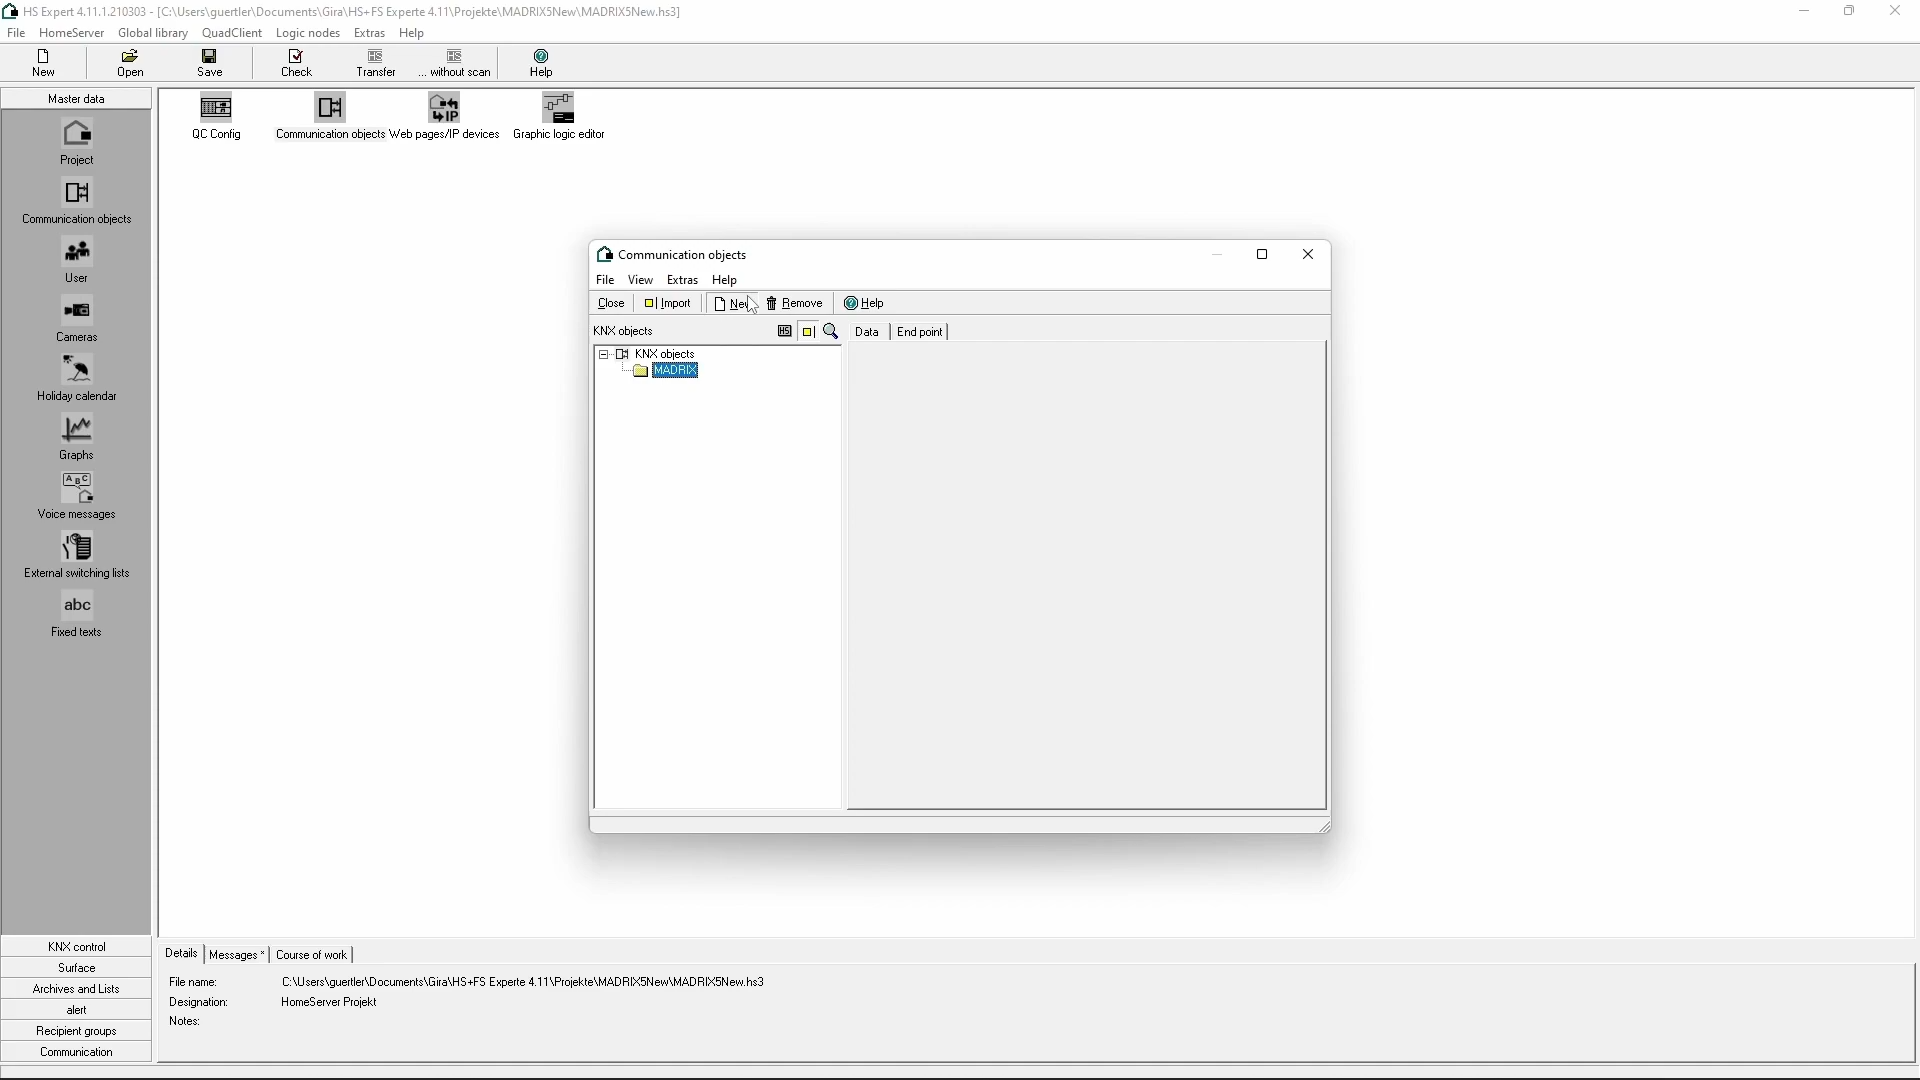 HS Expert 4.11.1.210303 - [C:\Users\guertler\Documents\Gira\HS+FS Experte 4.11\Projekte\MADRIX5New\MADRIX5New.hs3]
File HomeServer Global library QuadClient Logic nodes Extras Help
New Open Save Check Transfer ... without scan Help
Master data
Project
Communication objects
User
Cameras
Holiday calendar
Graphs
Voice messages
External switching lists
abc
Fixed texts
KNX control
Surface
Archives and Lists
alert
Recipient groups
Communication
QC Config Communication objects Web pages/IP devices Graphic logic editor
Communication objects
File View Extras Help
Close Import New Remove Help
KNX objects HS Data End point
KNX objects
MADRIX
Details Messages * Course of work
File name: C:\Users\guertler\Documents\Gira\HS+FS Experte 4.11\Projekte\MADRIX5New\MADRIX5New.hs3
Designation: HomeServer Projekt
Notes: